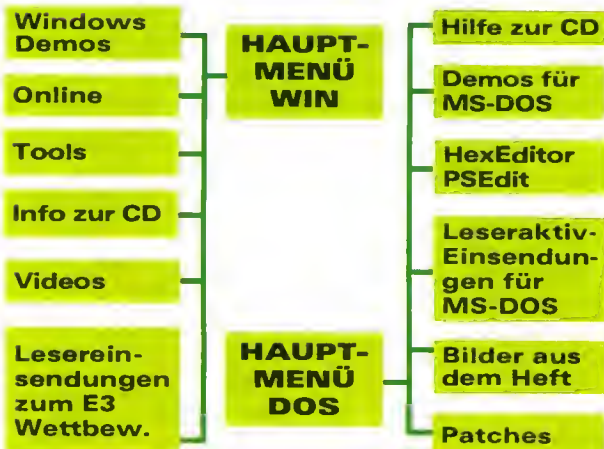 Windows
Demos
Online
Tools
Info zur CD
Videos
Leserein-
sendungen
zum E3
Wettbew.
HAUPT-
MENÜ
WIN
HAUPT-
MENÜ
DOS
Hilfe zur CD
Demos für
MS-DOS
HexEditor
PSEdit
Leseraktiv-
Einsendun-
gen für
MS-DOS
Bilder aus
dem Heft
Patches